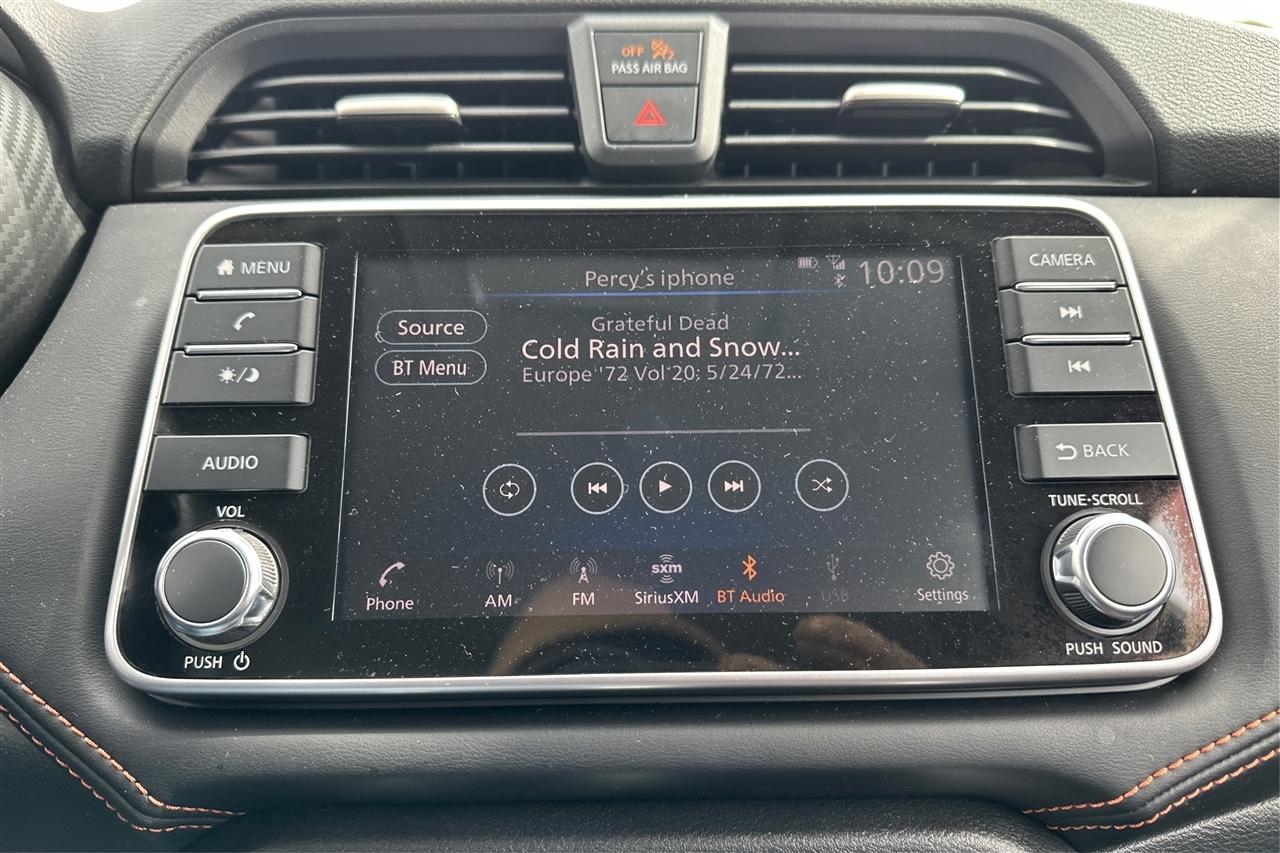 OFF
PASS AIR BAG
MENU
AUDIO
VOL
PUSH
Percy's iphone
10:09
Source
BT Menu
Grateful Dead
Cold Rain and Snow...
Europe '72 Vol 20: 5/24/72...
Phone
AM
FM
sxm
SiriusXM
BT Audio
USB
Settings
CAMERA
BACK
TUNE·SCROLL
PUSH SOUND